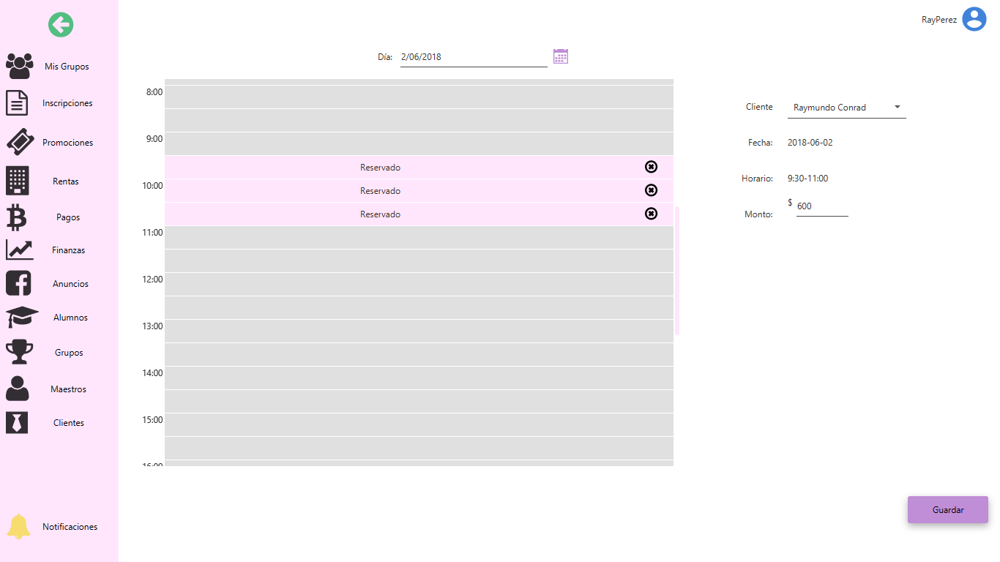 RayPerez
Mis Grupos
Inscripciones
Promociones
Rentas
Pagos
Finanzas
Anuncios
Alumnos
Grupos
Maestros
Clientes
Notificaciones
Día: 2/06/2018
8:00
9:00
Reservado
10:00
Reservado
Reservado
11:00
12:00
13:00
14:00
15:00
16:00
Cliente Raymundo Conrad
Fecha: 2018-06-02
Horario: 9:30-11:00
Monto: $ 600
Guardar